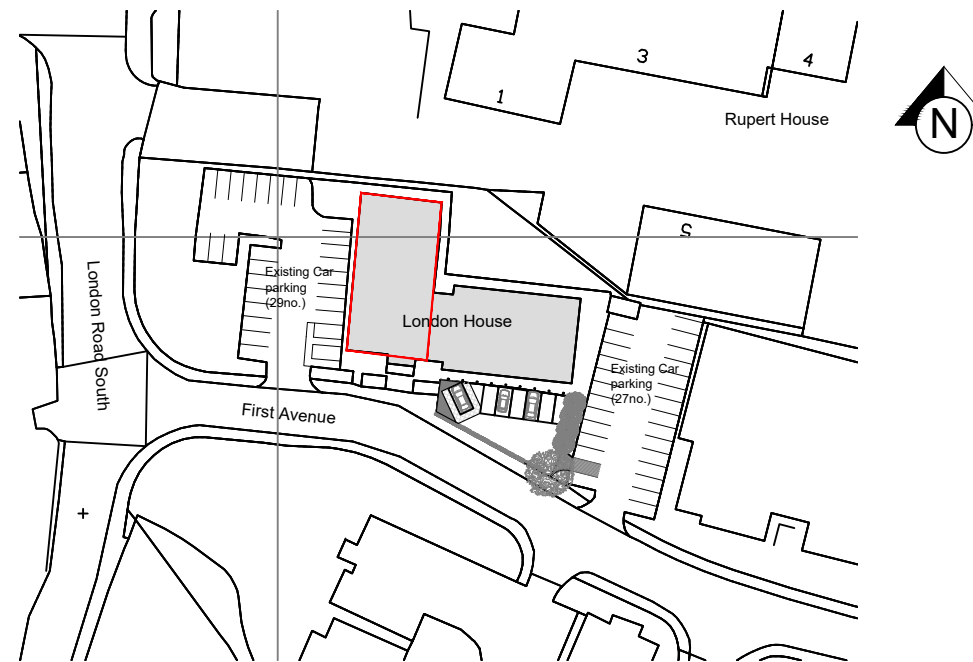 3
4
1
Rupert House
N
5
Existing Car
parking
(29no.)
London Road South
London House
Existing Car
parking
(27no.)
First Avenue